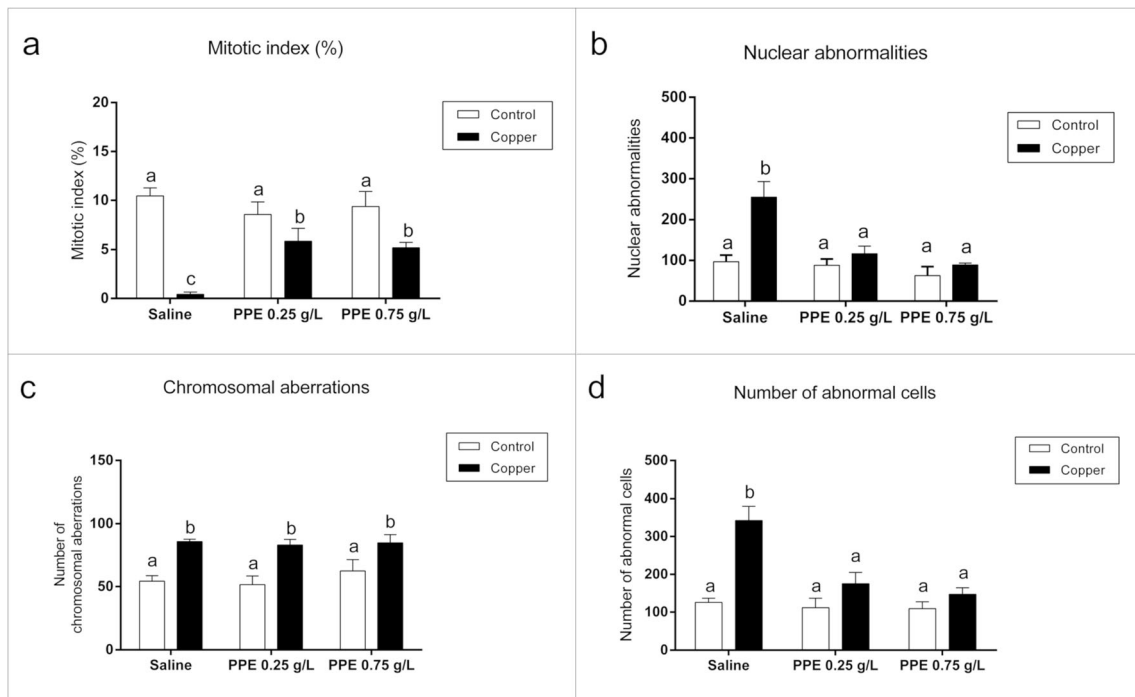 a
Mitotic index (%)
Control
Copper
Mitotic index (%)
20
15
10
5
0
a
c
a
b
a
b
Saline
PPE 0.25 g/L
PPE 0.75 g/L
b
Nuclear abnormalities
Control
Copper
Nuclear abnormalities
500
400
300
200
100
0
a
b
a
a
a
a
Saline
PPE 0.25 g/L
PPE 0.75 g/L
c
Chromosomal aberrations
Control
Copper
Number of
chromosomal aberrations
150
100
50
0
a
b
a
b
a
b
Saline
PPE 0.25 g/L
PPE 0.75 g/L
d
Number of abnormal cells
Control
Copper
Number of abnormal cells
500
400
300
200
100
0
a
b
a
a
a
a
Saline
PPE 0.25 g/L
PPE 0.75 g/L